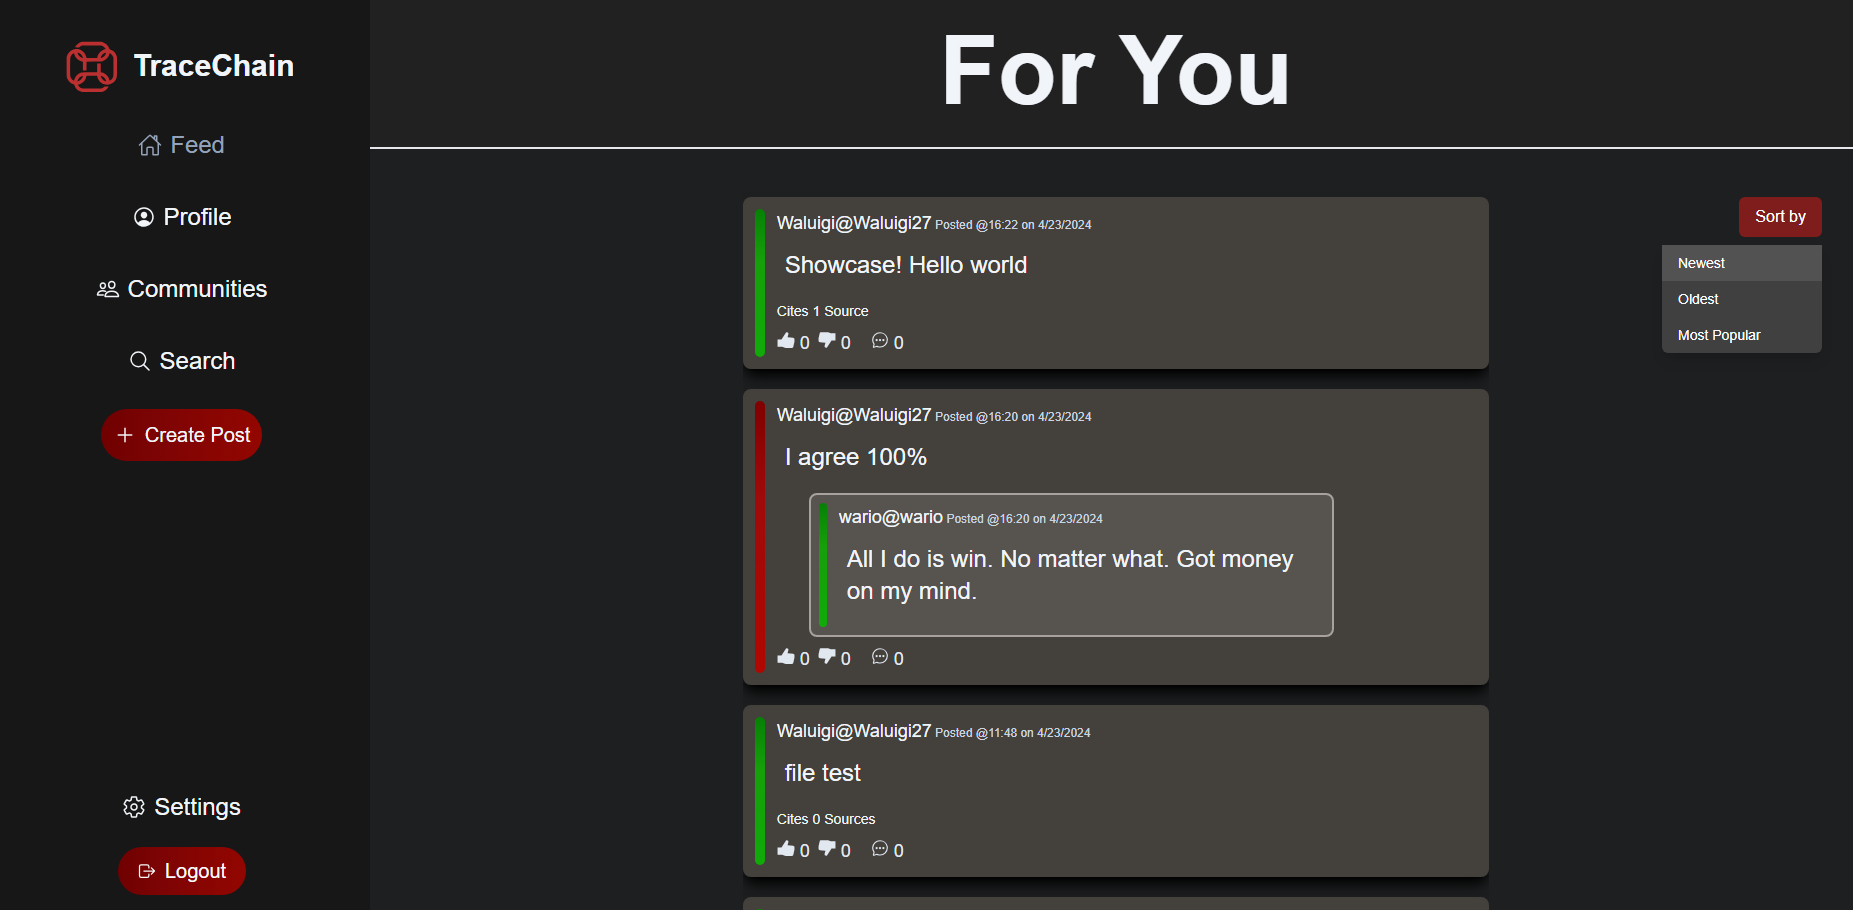 TraceChain
Feed
Profile
Communities
Search
Create Post
Settings
Logout
For You
Sort by
Newest
Oldest
Most Popular
Waluigi@Waluigi27 Posted @16:22 on 4/23/2024
Showcase! Hello world
Cites 1 Source
0 0 0
Waluigi@Waluigi27 Posted @16:20 on 4/23/2024
I agree 100%
wario@wario Posted @16:20 on 4/23/2024
All I do is win. No matter what. Got money
on my mind.
0 0 0
Waluigi@Waluigi27 Posted @11:48 on 4/23/2024
file test
Cites 0 Sources
0 0 0